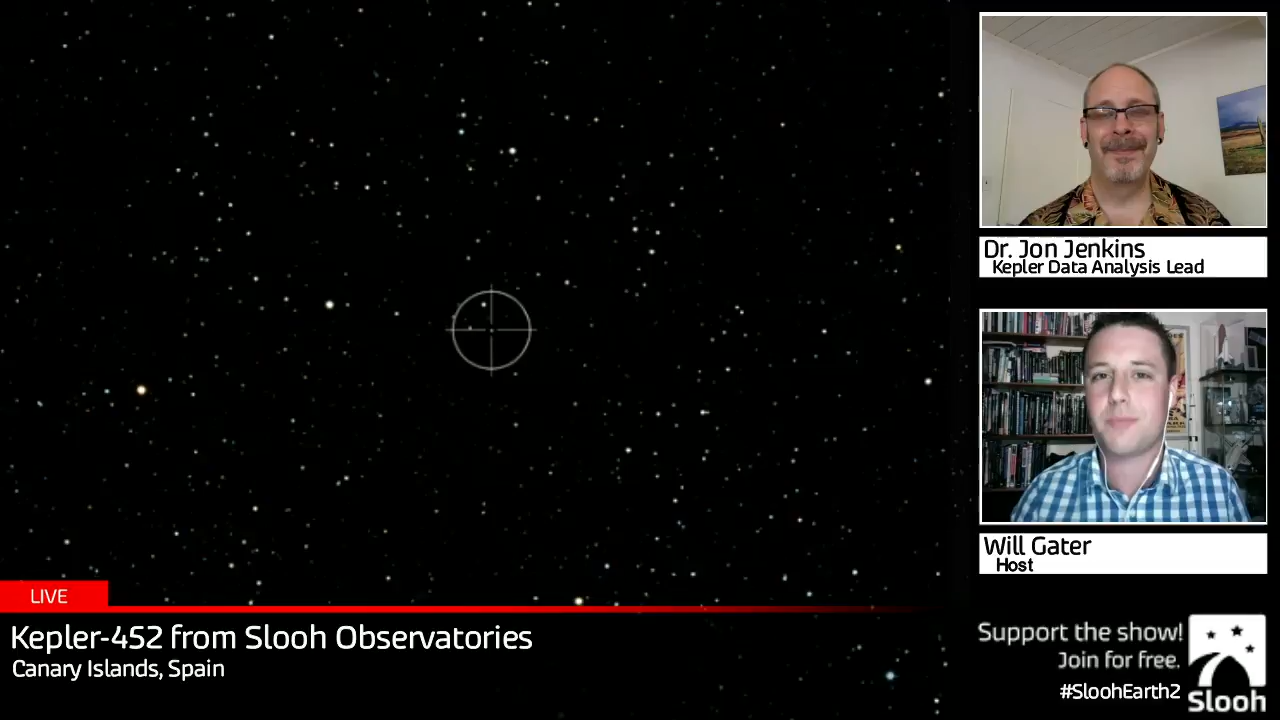 Dr. Jon Jenkins
Kepler Data Analysis Lead
Will Gater
Host
LIVE
Kepler-452 from Slooh Observatories
Canary Islands, Spain
Support the show!
Join for free.
#SloohEarth2
Slooh